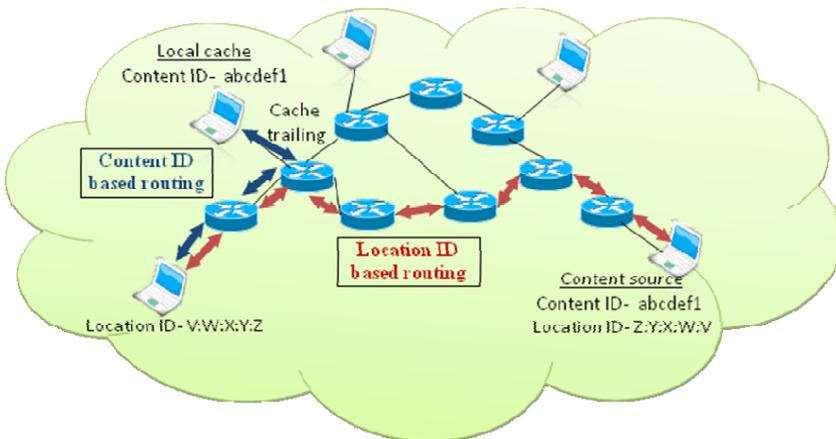 Local cache
Content ID- abcdef1
Cache
trailing
Content ID
based routing
Location ID
based routing
Location ID- V:W:X:Y:Z
Content source
Content ID- abcdef1
Location ID- Z:Y:X:W:V